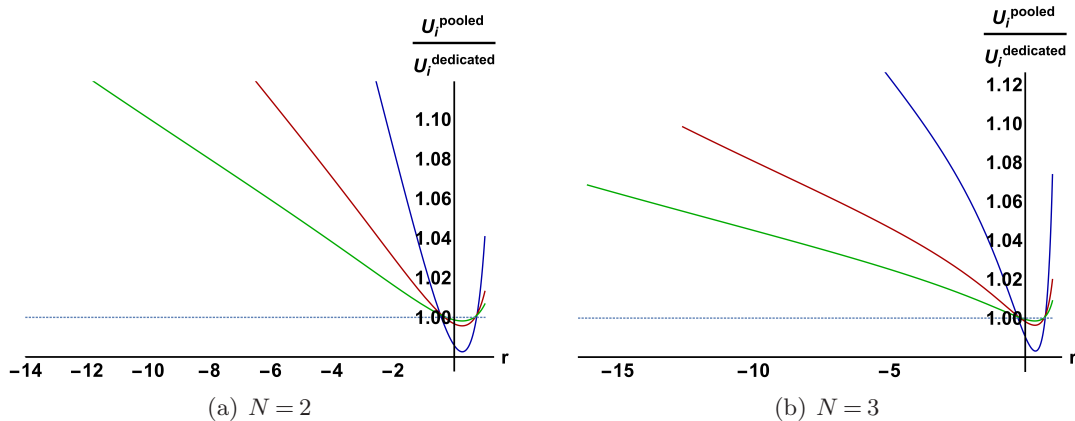 U_i^pooled
U_i^dedicated
1.10
1.08
1.06
1.04
1.02
1.00
r
−14 −12 −10 −8 −6 −4 −2
(a) N = 2
U_i^pooled
U_i^dedicated
1.12
1.10
1.08
1.06
1.04
1.02
1.00
r
−15 −10 −5
(b) N = 3